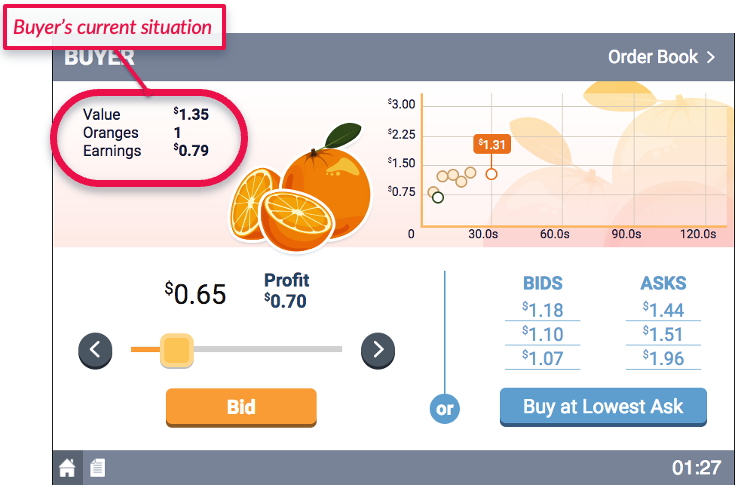 Buyer's current situation
BUYER
Order Book >
Value $1.35
Oranges 1
Earnings $0.79
$3.00
$2.25
$1.50
$0.75
$1.31
0 30.0s 60.0s 90.0s 120.0s
$0.65
Profit
$0.70
Bid
or
BIDS ASKS
$1.18 $1.44
$1.10 $1.51
$1.07 $1.96
Buy at Lowest Ask
01:27